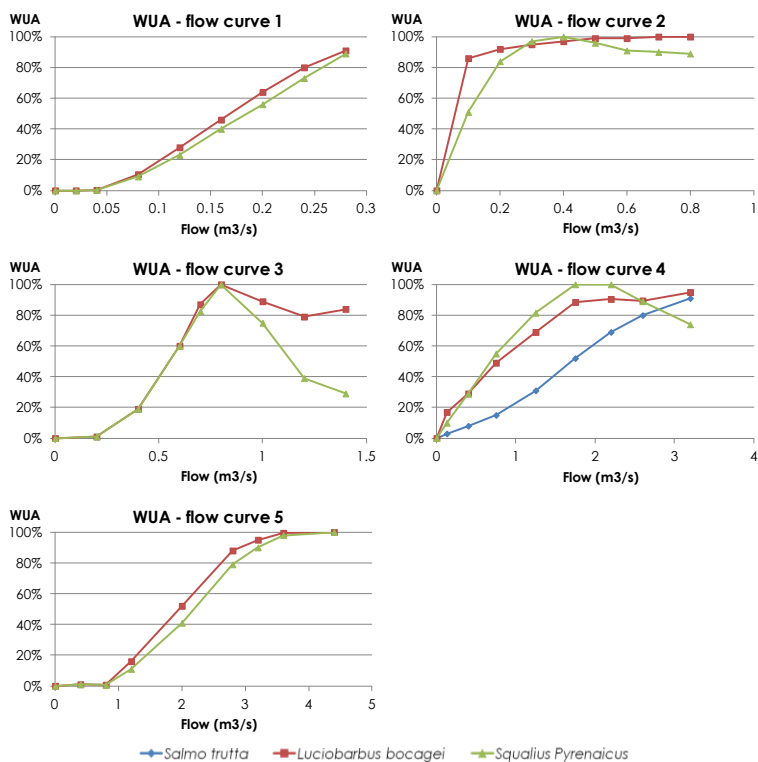 WUA
WUA - flow curve 1
100%
80%
60%
40%
20%
0%
0 0.05 0.1 0.15 0.2 0.25 0.3
Flow (m3/s)
WUA
WUA - flow curve 2
100%
80%
60%
40%
20%
0%
0 0.2 0.4 0.6 0.8 1
Flow (m3/s)
WUA
WUA - flow curve 3
100%
80%
60%
40%
20%
0%
0 0.5 1 1.5
Flow (m3/s)
WUA
WUA - flow curve 4
100%
80%
60%
40%
20%
0%
0 1 2 3 4
Flow (m3/s)
WUA
WUA - flow curve 5
100%
80%
60%
40%
20%
0%
0 1 2 3 4 5
Flow (m3/s)
Salmo trutta Luciobarbus bocagei Squalius Pyrenaicus